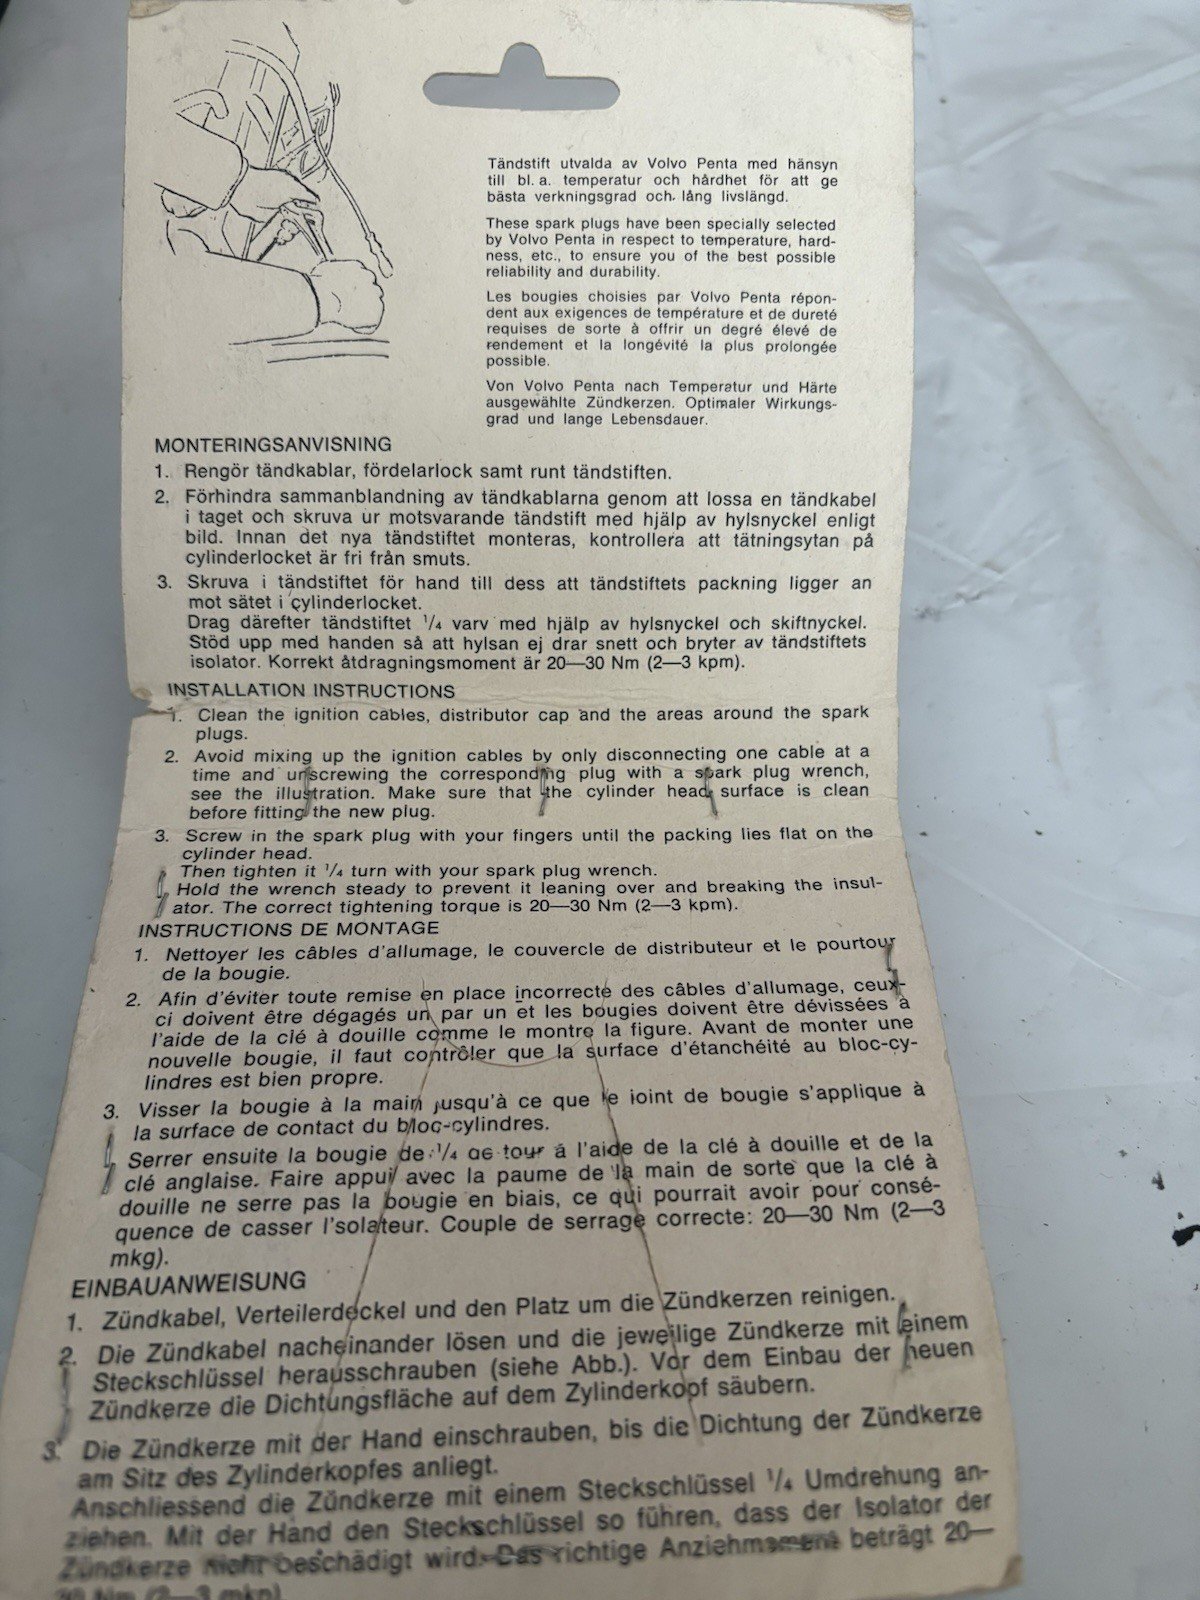 Tändstift utvalda av Volvo Penta med hänsyn
till bl. a. temperatur och hårdhet för att ge
bästa verkningsgrad och lång livslängd.
These spark plugs have been specially selected
by Volvo Penta in respect to temperature, hard-
ness, etc., to ensure you of the best possible
reliability and durability.
Les bougies choisies par Volvo Penta répon-
dent aux exigences de température et de dureté
requises de sorte à offrir un degré élevé de
rendement et la longévité la plus prolongée
possible.
Von Volvo Penta nach Temperatur und Härte
ausgewählte Zündkerzen. Optimaler Wirkungs-
grad und lange Lebensdauer.
MONTERINGSANVISNING
1. Rengör tändkablar, fördelarlock samt runt tändstiften.
2. Förhindra sammanblandning av tändkablarna genom att lossa en tändkabel
i taget och skruva ur motsvarande tändstift med hjälp av hylsnyckel enligt
bild. Innan det nya tändstiftet monteras, kontrollera att tätningsytan på
cylinderlocket är fri från smuts.
3. Skruva i tändstiftet för hand till dess att tändstiftets packning ligger an
mot sätet i cylinderlocket.
Drag därefter tändstiftet 1/4 varv med hjälp av hylsnyckel och skiftnyckel.
Stöd upp med handen så att hylsan ej drar snett och bryter av tändstiftets
isolator. Korrekt åtdragningsmoment är 20—30 Nm (2—3 kpm).
INSTALLATION INSTRUCTIONS
1. Clean the ignition cables, distributor cap and the areas around the spark
plugs.
2. Avoid mixing up the ignition cables by only disconnecting one cable at a
time and unscrewing the corresponding plug with a spark plug wrench,
see the illustration. Make sure that the cylinder head surface is clean
before fitting the new plug.
3. Screw in the spark plug with your fingers until the packing lies flat on the
cylinder head.
Then tighten it 1/4 turn with your spark plug wrench.
Hold the wrench steady to prevent it leaning over and breaking the insul-
ator. The correct tightening torque is 20—30 Nm (2—3 kpm).
INSTRUCTIONS DE MONTAGE
1. Nettoyer les câbles d'allumage, le couvercle de distributeur et le pourtour
de la bougie.
2. Afin d'éviter toute remise en place incorrecte des câbles d'allumage, ceux-
ci doivent être dégagés un par un et les bougies doivent être dévissées à
l'aide de la clé à douille comme le montre la figure. Avant de monter une
nouvelle bougie, il faut contrôler que la surface d'étanchéité au bloc-cy-
lindres est bien propre.
3. Visser la bougie à la main jusqu'à ce que le joint de bougie s'applique à
la surface de contact du bloc-cylindres.
Serrer ensuite la bougie de 1/4 de tour à l'aide de la clé à douille et de la
clé anglaise. Faire appui avec la paume de la main de sorte que la clé à
douille ne serre pas la bougie en biais, ce qui pourrait avoir pour consé-
quence de casser l'isolateur. Couple de serrage correcte: 20—30 Nm (2—3
mkg).
EINBAUANWEISUNG
1. Zündkabel, Verteilerdeckel und den Platz um die Zündkerzen reinigen.
2. Die Zündkabel nacheinander lösen und die jeweilige Zündkerze mit einem
Steckschlüssel herausschrauben (siehe Abb.). Vor dem Einbau der neuen
Zündkerze die Dichtungsfläche auf dem Zylinderkopf säubern.
3. Die Zündkerze mit der Hand einschrauben, bis die Dichtung der Zündkerze
am Sitz des Zylinderkopfes anliegt.
Anschliessend die Zündkerze mit einem Steckschlüssel 1/4 Umdrehung an-
ziehen. Mit der Hand den Steckschlüssel so führen, dass der Isolator der
Zündkerze nicht beschädigt wird. Das richtige Anziehmoment beträgt 20—
30 Nm (2—3 mkp).